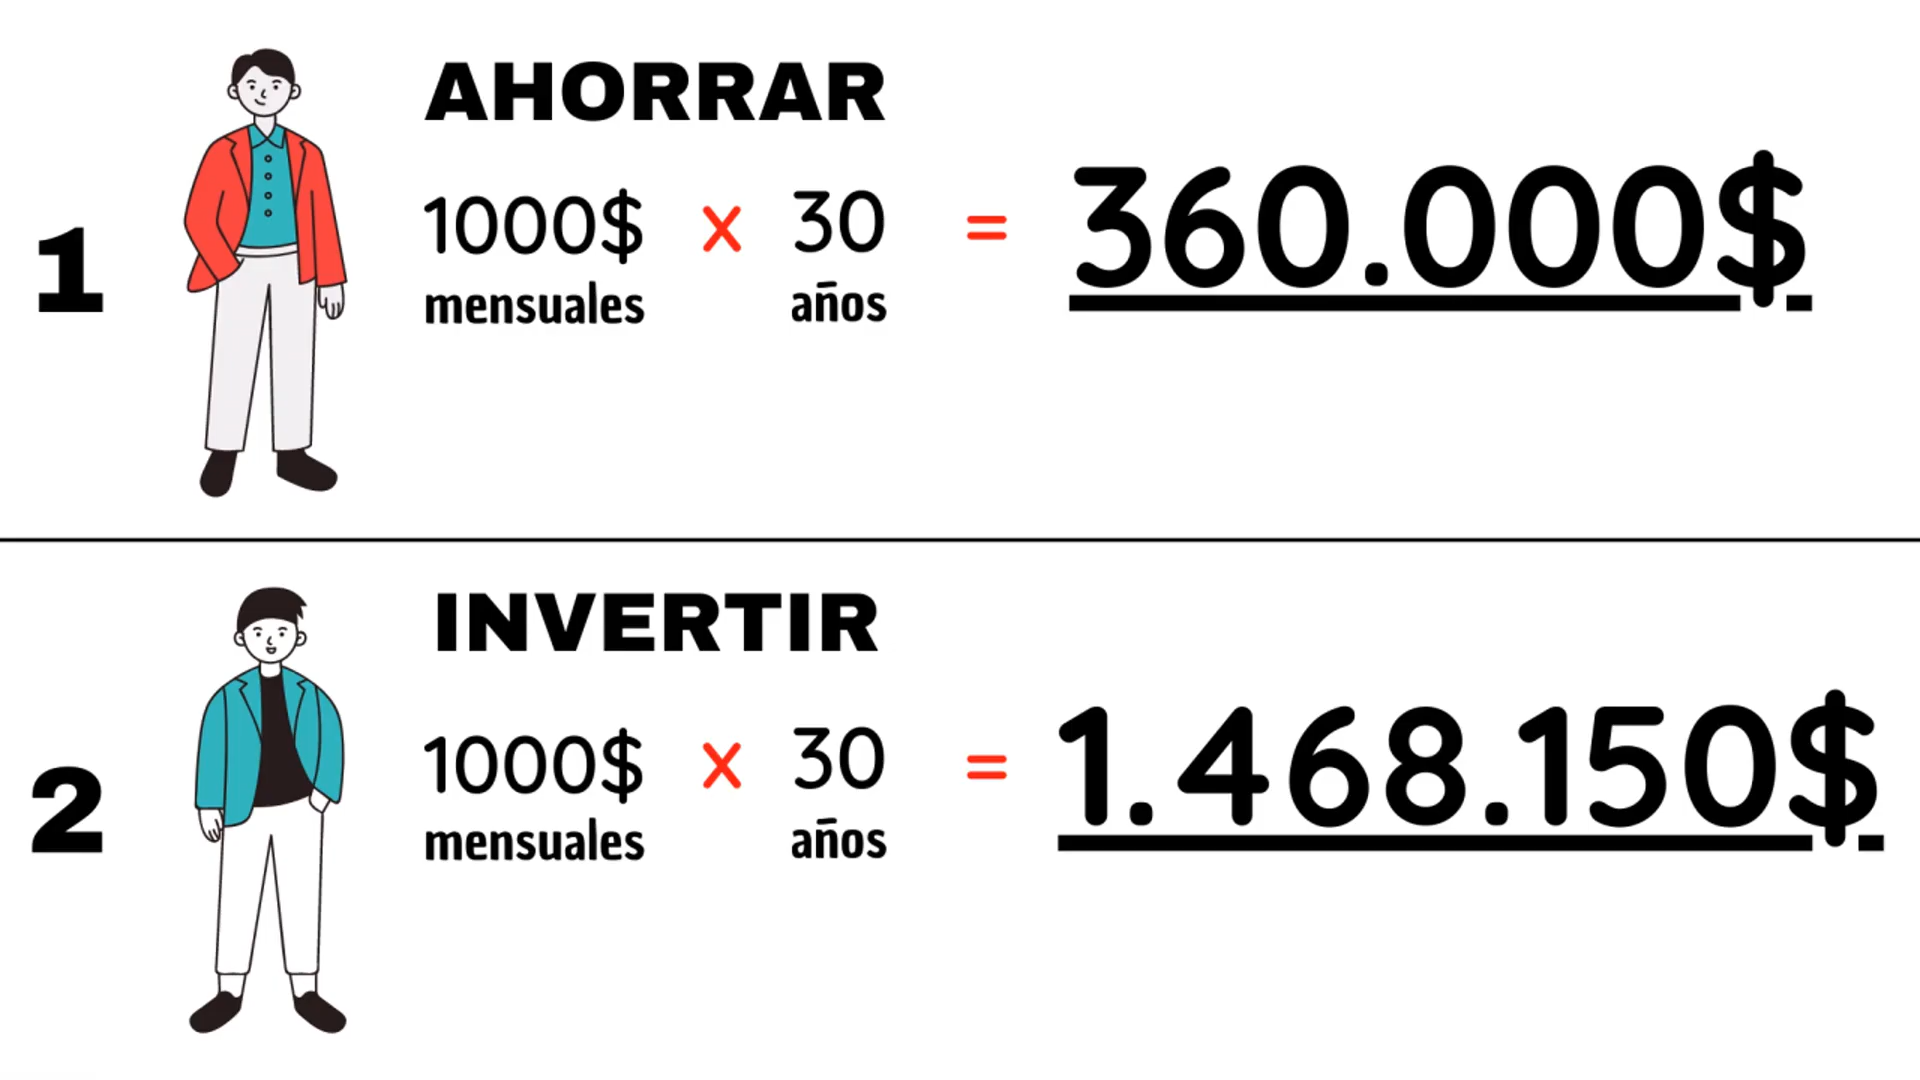 1
AHORRAR
1000$ x 30 = 360.000$
mensuales años
2
INVERTIR
1000$ x 30 = 1.468.150$
mensuales años